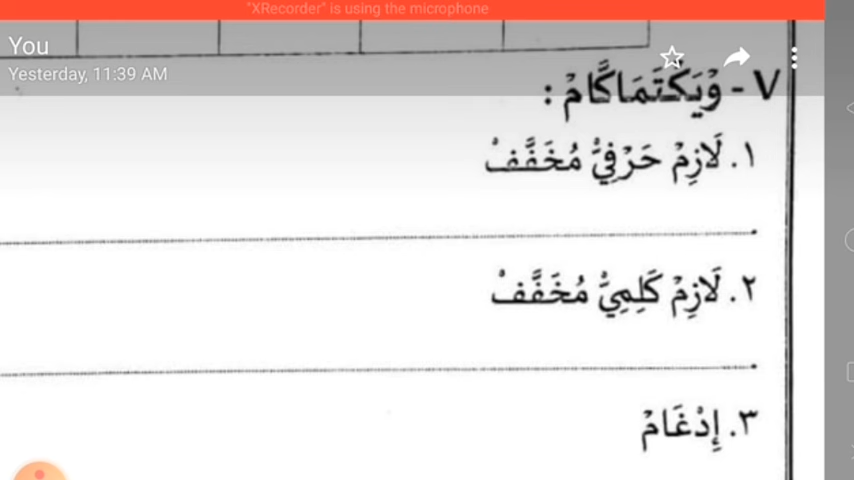 "XRecorder" is using the microphone
You
Yesterday, 11:39 AM
٧ - وْيَكْتَمَاكَّامْ :
١. لَازِمْ حَرْفِيُّ مُخَفَّفْ
٢. لَازِمْ كَلِمِيُّ مُخَفَّفْ
٣. إِدْغَامْ